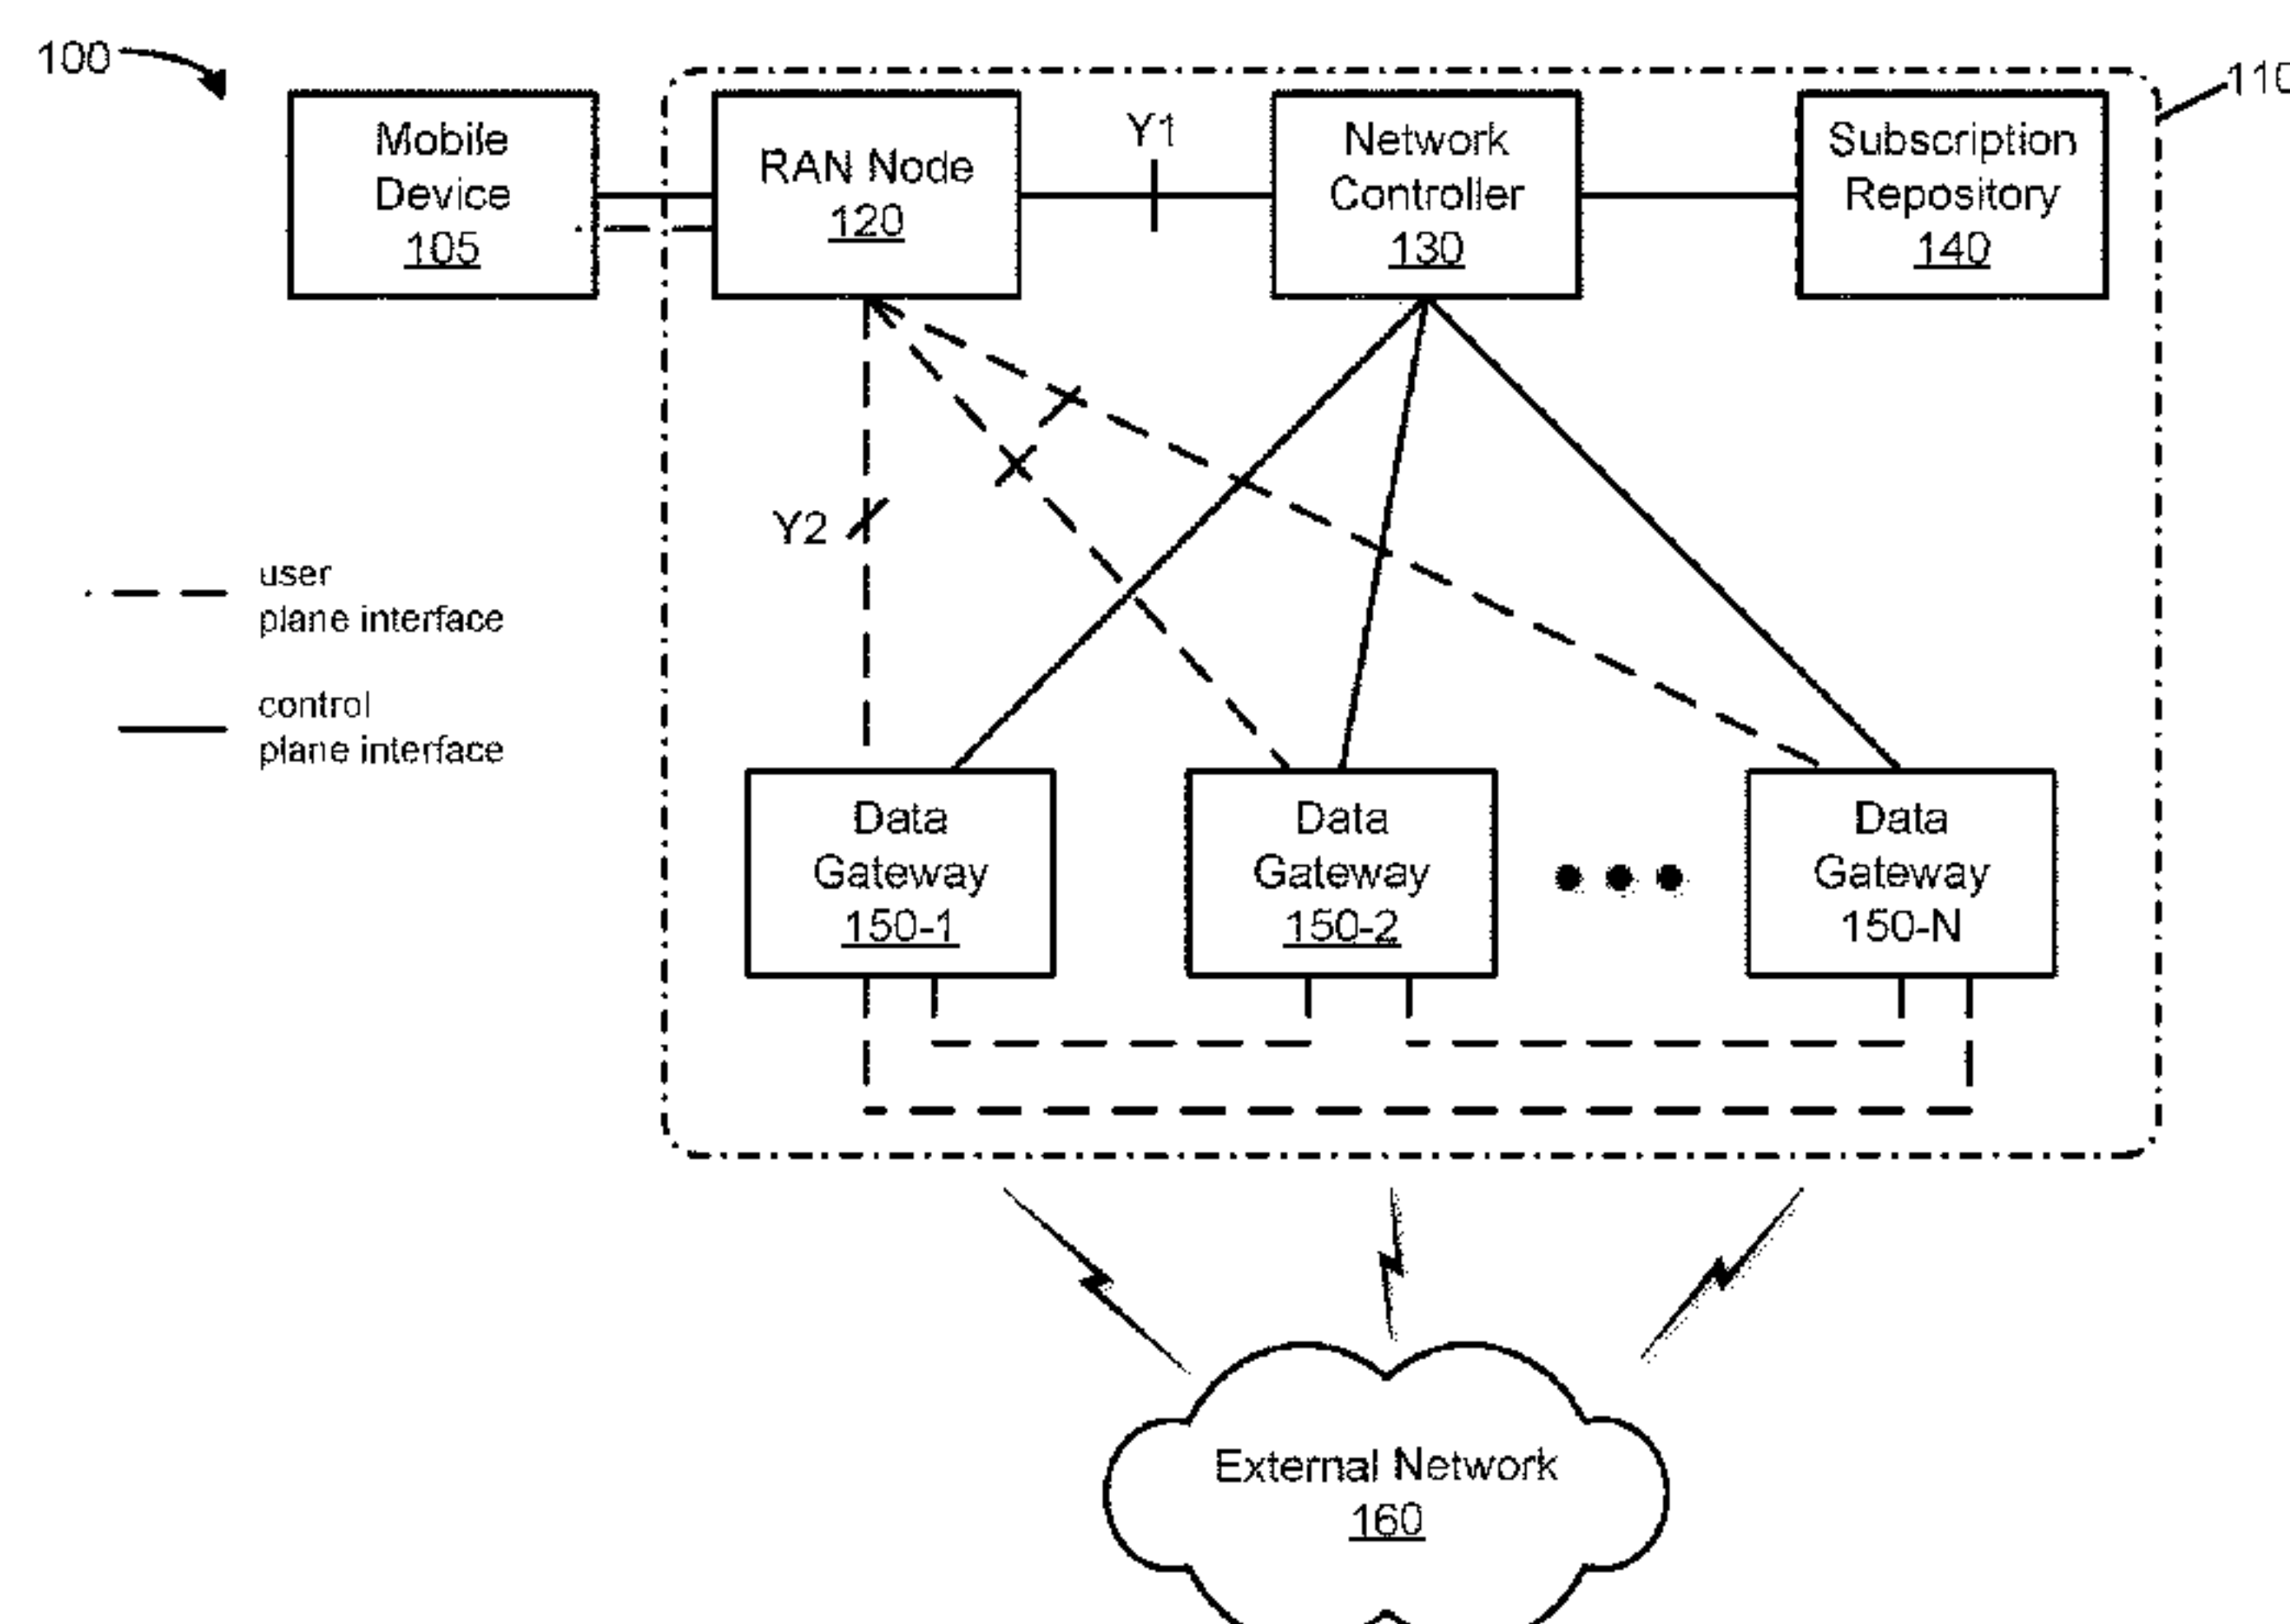 100
110
Mobile
Device
105
RAN Node
120
Y1
Network
Controller
130
Subscription
Repository
140
Y2
user
plane interface
control
plane interface
Data
Gateway
150-1
Data
Gateway
150-2
Data
Gateway
150-N
External Network
160